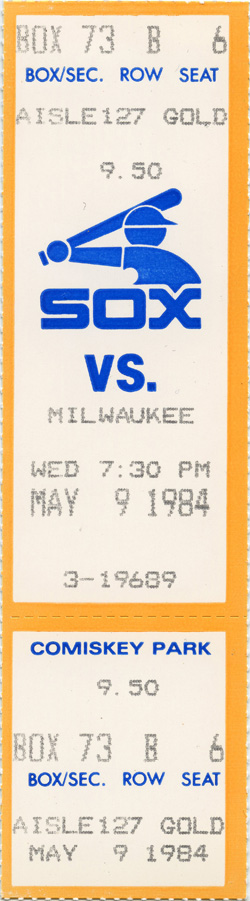 BOX 73 B 6
BOX/SEC. ROW SEAT
AISLE127 GOLD
9.50
SOX
VS.
MILWAUKEE
WED 7:30 PM
MAY 9 1984
3-19689
COMISKEY PARK
9.50
BOX 73 B 6
BOX/SEC. ROW SEAT
AISLE127 GOLD
MAY 9 1984